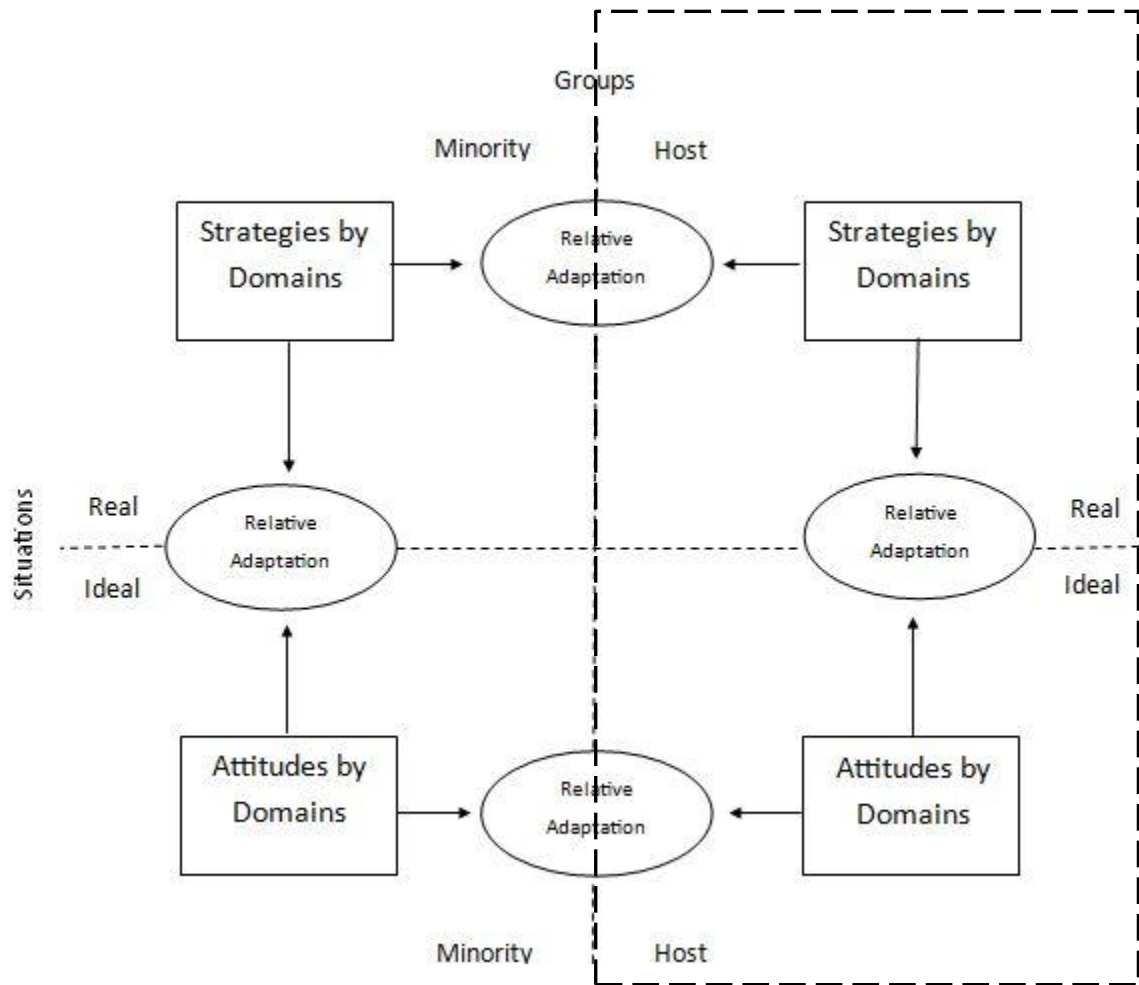 Groups
Minority
Host
Strategies by
Domains
Relative
Adaptation
Strategies by
Domains
Situations
Real
Ideal
Relative
Adaptation
Relative
Adaptation
Real
Ideal
Attitudes by
Domains
Relative
Adaptation
Attitudes by
Domains
Minority
Host